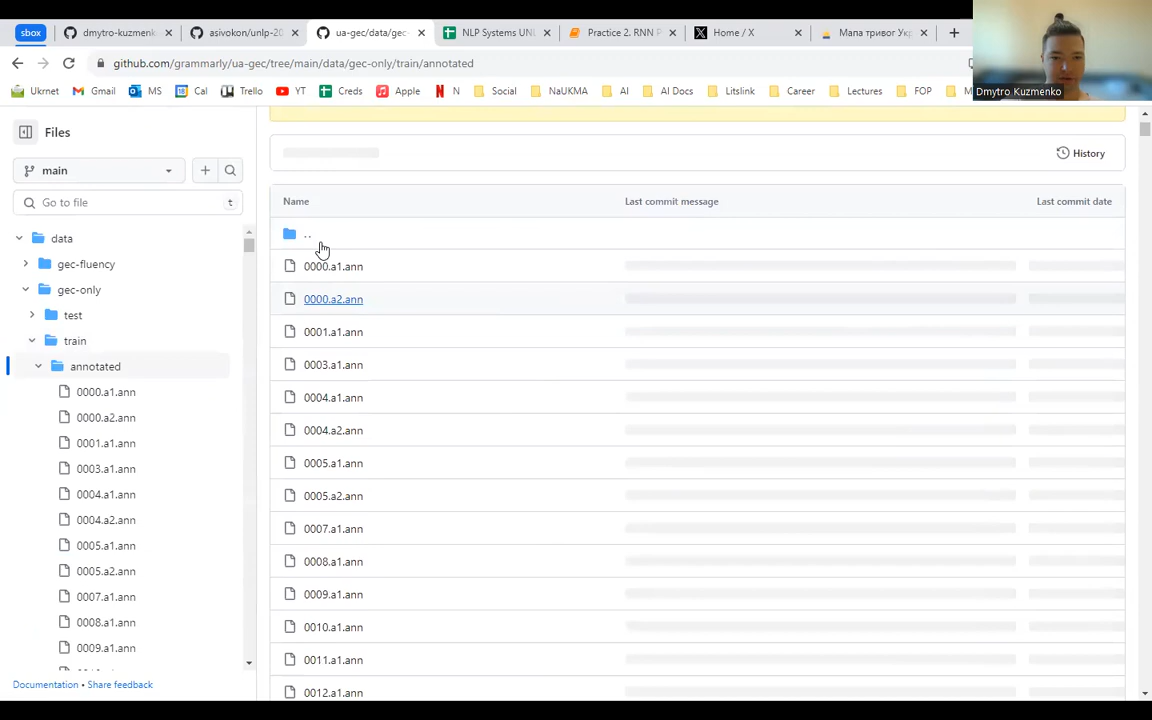 sbox
dmytro-kuzmenk
asivokon/unlp-20
ua-gec/data/gec-
NLP Systems UNL
Practice 2. RNN P
Home / X
Мапа тривог Ук
github.com/grammarly/ua-gec/tree/main/data/gec-only/train/annotated
Ukrnet
Gmail
MS
Cal
Trello
YT
Creds
Apple
N
Social
NaUKMA
AI
AI Docs
Litslink
Career
Lectures
FOP
Dmytro Kuzmenko
Files
main
Go to file
t
data
gec-fluency
gec-only
test
train
annotated
0000.a1.ann
0000.a2.ann
0001.a1.ann
0003.a1.ann
0004.a1.ann
0004.a2.ann
0005.a1.ann
0005.a2.ann
0007.a1.ann
0008.a1.ann
0009.a1.ann
Documentation • Share feedback
History
Name Last commit message Last commit date
..
0000.a1.ann
0000.a2.ann
0001.a1.ann
0003.a1.ann
0004.a1.ann
0004.a2.ann
0005.a1.ann
0005.a2.ann
0007.a1.ann
0008.a1.ann
0009.a1.ann
0010.a1.ann
0011.a1.ann
0012.a1.ann